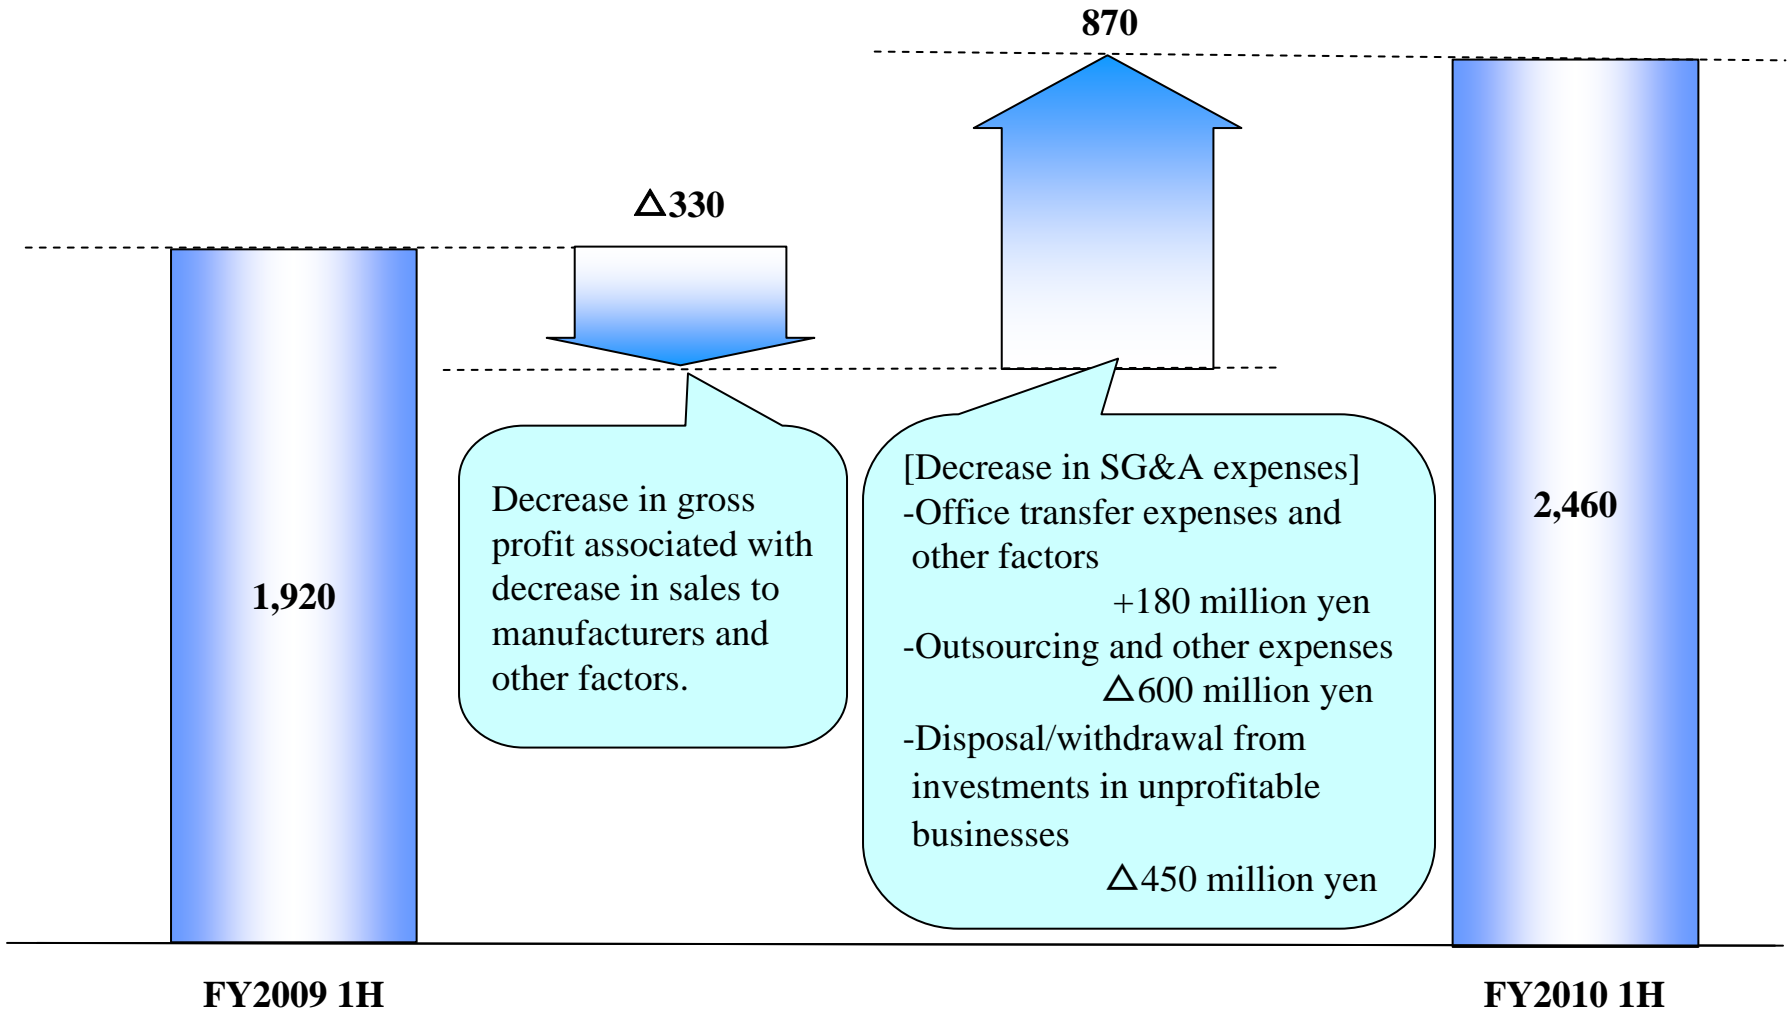 870
△330
1,920
Decrease in gross
profit associated with
decrease in sales to
manufacturers and
other factors.
[Decrease in SG&A expenses]
-Office transfer expenses and
other factors
+180 million yen
-Outsourcing and other expenses
△600 million yen
-Disposal/withdrawal from
investments in unprofitable
businesses
△450 million yen
2,460
FY2009 1H
FY2010 1H